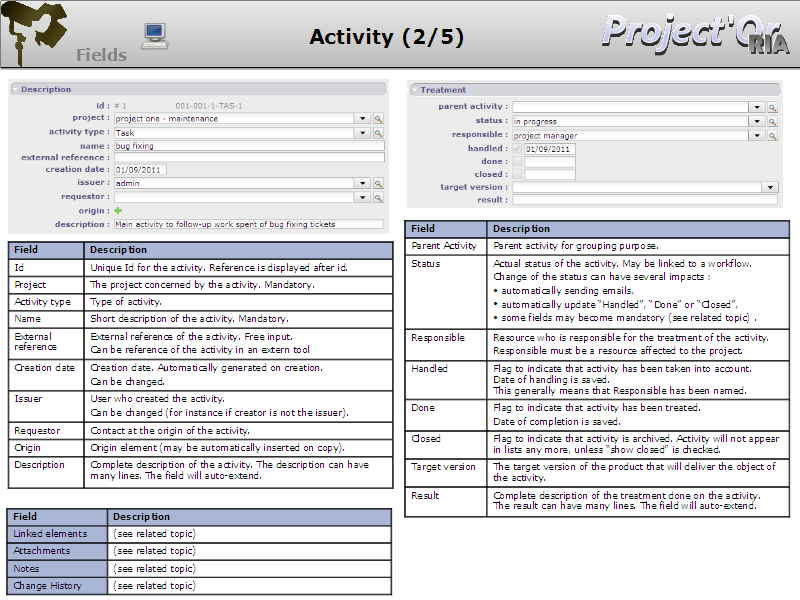 Activity (2/5)
Fields
Project'Or
RIA
Description
id : # 1 001-001-1-TAS-1
project : project one - maintenance
activity type : Task
name : bug fixing
external reference :
creation date : 01/09/2011
issuer : admin
requestor :
origin :
description : Main activity to follow-up work spent of bug fixing tickets
Field Description
Id Unique Id for the activity. Reference is displayed after id.
Project The project concerned by the activity. Mandatory.
Activity type Type of activity.
Name Short description of the activity. Mandatory.
External reference External reference of the activity. Free input.
Can be reference of the activity in an extern tool
Creation date Creation date. Automatically generated on creation.
Can be changed.
Issuer User who created the activity.
Can be changed (for instance if creator is not the issuer).
Requestor Contact at the origin of the activity.
Origin Origin element (may be automatically inserted on copy).
Description Complete description of the activity. The description can have
many lines. The field will auto-extend.
Field Description
Linked elements (see related topic)
Attachments (see related topic)
Notes (see related topic)
Change History (see related topic)
Treatment
parent activity :
status : in progress
responsible : project manager
handled : 01/09/2011
done :
closed :
target version :
result :
Field Description
Parent Activity Parent activity for grouping purpose.
Status Actual status of the activity. May be linked to a workflow.
Change of the status can have several impacts :
• automatically sending emails,
• automatically update "Handled", "Done" or "Closed",
• some fields may become mandatory (see related topic) .
Responsible Resource who is responsible for the treatment of the activity.
Responsible must be a resource affected to the project.
Handled Flag to indicate that activity has been taken into account.
Date of handling is saved.
This generally means that Responsible has been named.
Done Flag to indicate that activity has been treated.
Date of completion is saved.
Closed Flag to indicate that activity is archived. Activity will not appear
in lists any more, unless "show closed" is checked.
Target version The target version of the product that will deliver the object of
the activity.
Result Complete description of the treatment done on the activity.
The result can have many lines. The field will auto-extend.